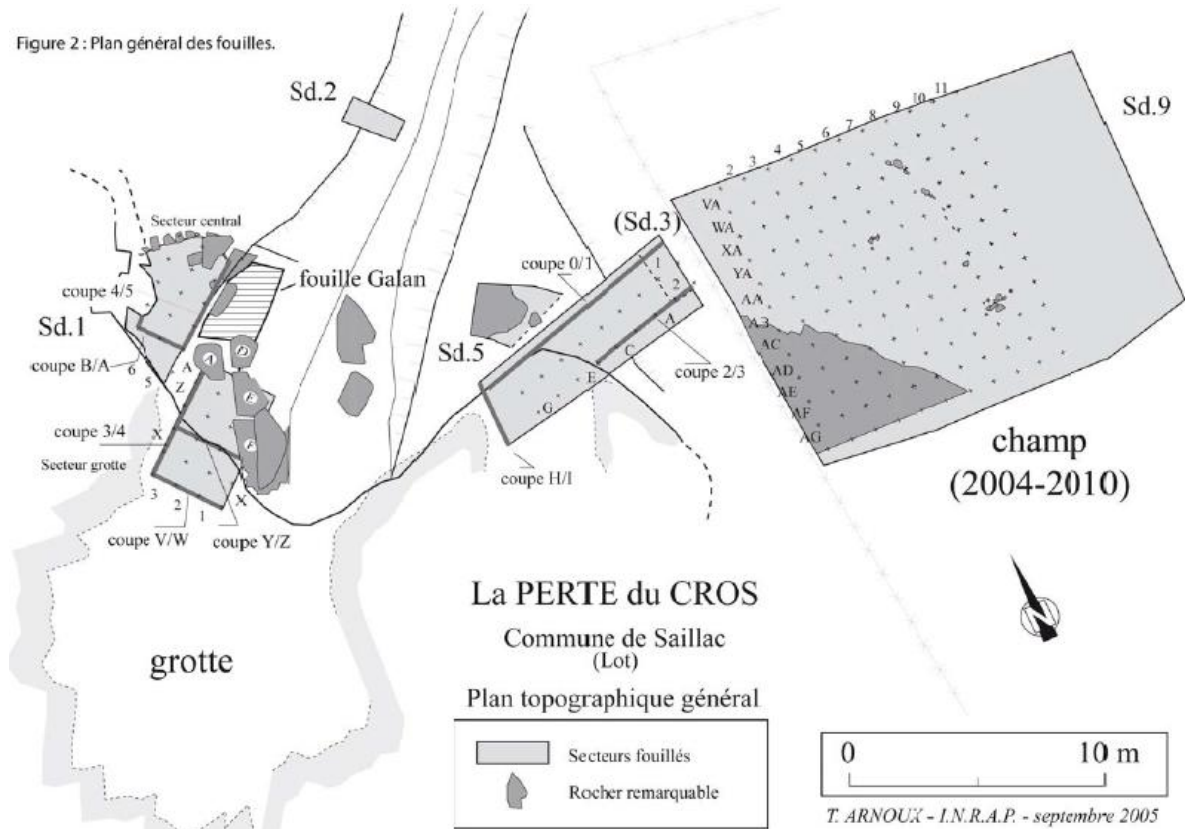 Figure 2 : Plan général des fouilles.
Sd.2
Sd.9
11
10
9
8
7
6
5
4
3
2
VA
WA
XA
YA
AA
AB
AC
AD
AE
AF
AG
Secteur central
(Sd.3)
coupe 0/1
1
2
fouille Galan
coupe 4/5
Sd.1
coupe B/A
6
5
A
Z
A
D
E
F
Sd.5
A
C
E
G
coupe 2/3
coupe 3/4
X
Secteur grotte
3
2
1
X
coupe H/I
coupe V/W
coupe Y/Z
champ
(2004-2010)
grotte
N
La PERTE du CROS
Commune de Saillac
(Lot)
Plan topographique général
Secteurs fouillés
Rocher remarquable
0
10 m
T. ARNOUX - I.N.R.A.P. - septembre 2005